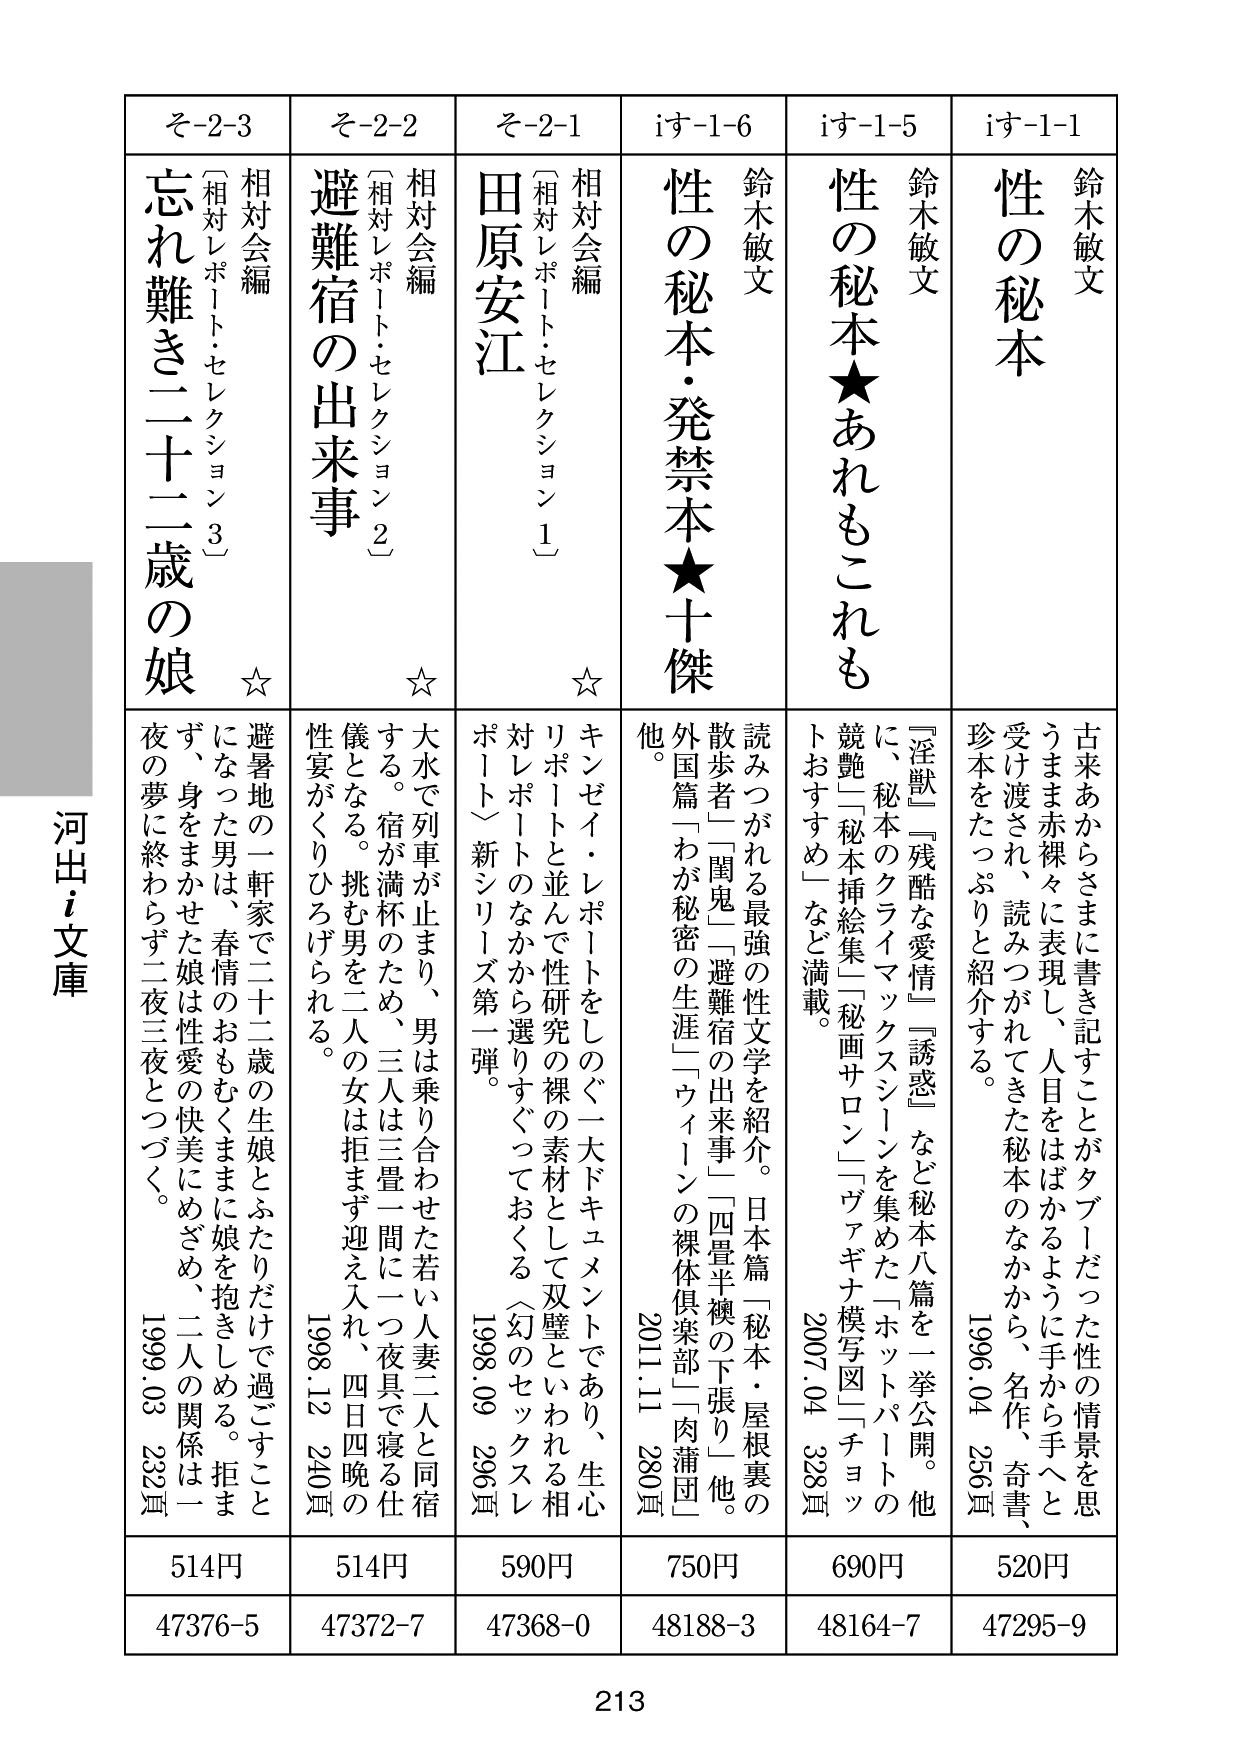 iす-1-1
鈴木敏文
性の秘本
古来あからさまに書き記すことがタブーだった性の情景を思
うまま赤裸々に表現し、人目をはばかるように手から手へと
受け渡され、読みつがれてきた秘本のなかから、名作、奇書、
珍本をたっぷりと紹介する。
1996.04 256頁
520円
47295-9
iす-1-5
鈴木敏文
性の秘本★あれもこれも
『淫獣』『残酷な愛情』『誘惑』など秘本八篇を一挙公開。他
に、秘本のクライマックスシーンを集めた「ホットパートの
競艶」「秘本挿絵集」「秘画サロン」「ヴァギナ模写図」「チョッ
トおすすめ」など満載。
2007.04 328頁
690円
48164-7
iす-1-6
鈴木敏文
性の秘本・発禁本★十傑
読みつがれる最強の性文学を紹介。日本篇「秘本・屋根裏の
散歩者」「閨鬼」「避難宿の出来事」「四畳半襖の下張り」他。
外国篇「わが秘密の生涯」「ウィーンの裸体倶楽部」「肉蒲団」
他。
2011.11 280頁
750円
48188-3
そ-2-1
相対会編
〔相対レポート・セレクション1〕
田原安江
☆
キンゼイ・レポートをしのぐ一大ドキュメントであり、生心
リポートと並んで性研究の裸の素材として双璧といわれる相
対レポートのなかから選りすぐっておくる〈幻のセックスレ
ポート〉新シリーズ第一弾。
1998.09 296頁
590円
47368-0
そ-2-2
相対会編
〔相対レポート・セレクション2〕
避難宿の出来事
☆
大水で列車が止まり、男は乗り合わせた若い人妻二人と同宿
する。宿が満杯のため、三人は三畳一間に一つ夜具で寝る仕
儀となる。挑む男を二人の女は拒まず迎え入れ、四日四晩の
性宴がくりひろげられる。
1998.12 240頁
514円
47372-7
そ-2-3
相対会編
〔相対レポート・セレクション3〕
忘れ難き二十二歳の娘
☆
避暑地の一軒家で二十二歳の生娘とふたりだけで過ごすこと
になった男は、春情のおもむくままに娘を抱きしめる。拒ま
ず、身をまかせた娘は性愛の快美にめざめ、二人の関係は一
夜の夢に終わらず二夜三夜とつづく。
1999.03 232頁
514円
47376-5
河出i文庫
213